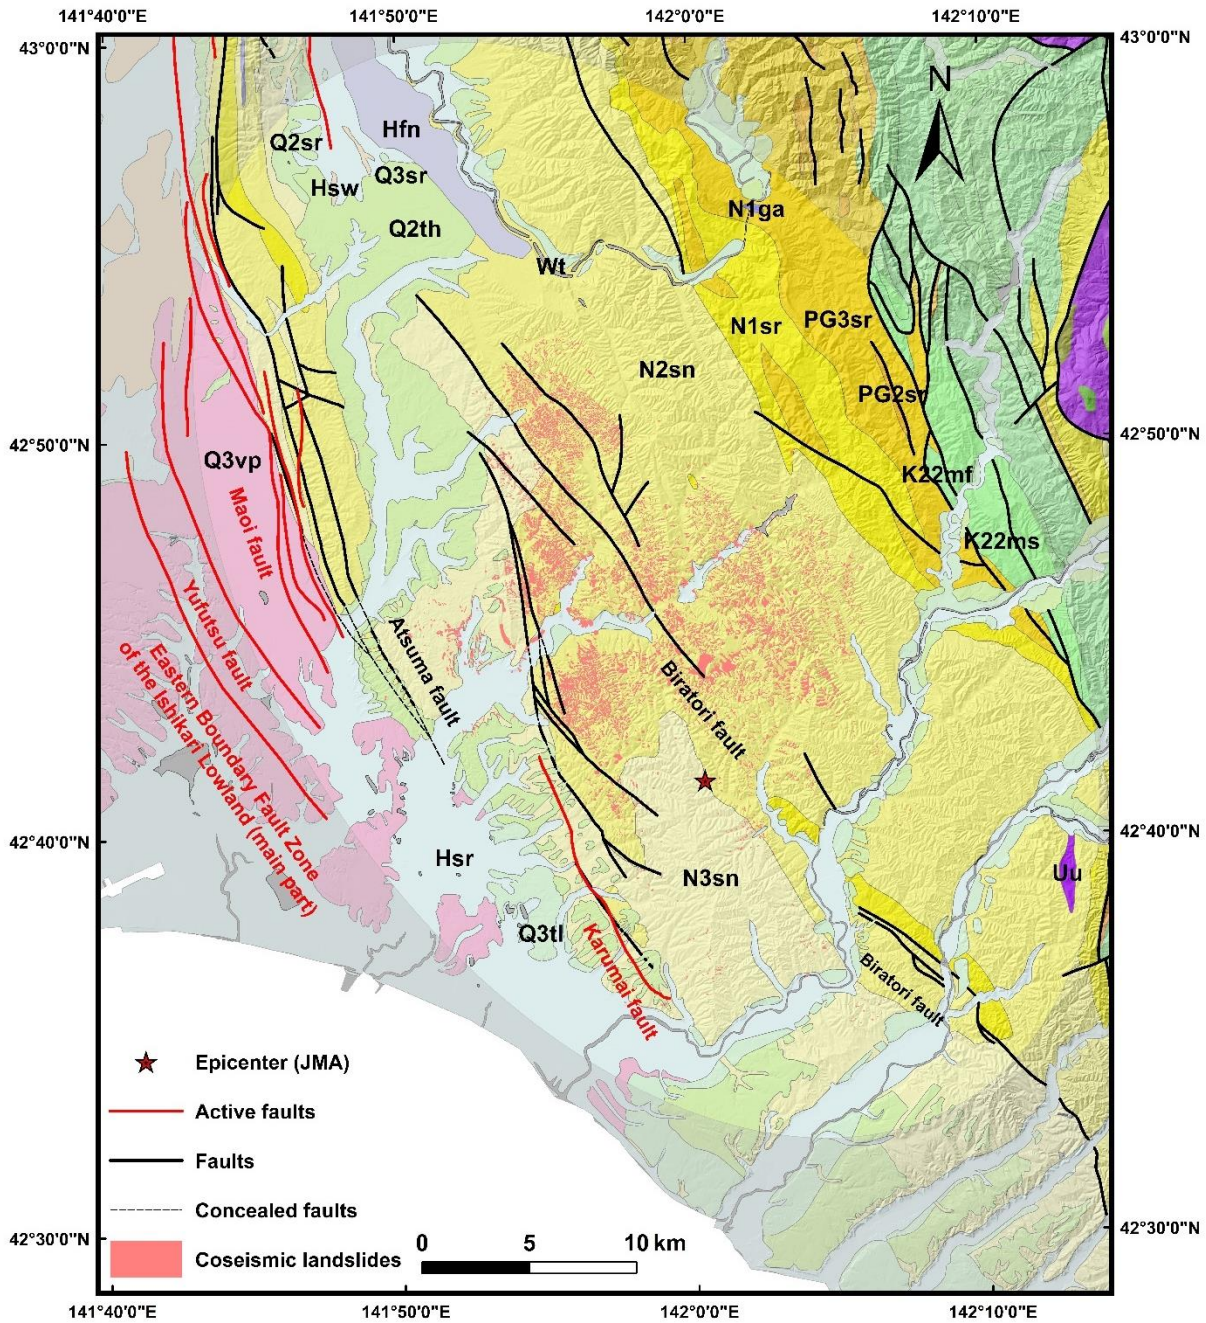 141°40'0"E 141°50'0"E 142°0'0"E 142°10'0"E
43°0'0"N 43°0'0"N
N
Hfn
Q2sr
Q3sr
Hsw
N1ga
Q2th
Wt
PG3sr
N1sr
N2sn
PG2sr
42°50'0"N 42°50'0"N
Q3vp
K22mf
Maoi fault
K22ms
Yufutsu fault
Atsuma fault
Eastern Boundary Fault Zone
of the Ishikari Lowland (main part)
Biratori fault
42°40'0"N 42°40'0"N
Hsr
N3sn
Uu
Q3tl
Karumai fault
Biratori fault
Epicenter (JMA)
Active faults
Faults
Concealed faults
Coseismic landslides
0 5 10 km
42°30'0"N 42°30'0"N
141°40'0"E 141°50'0"E 142°0'0"E 142°10'0"E